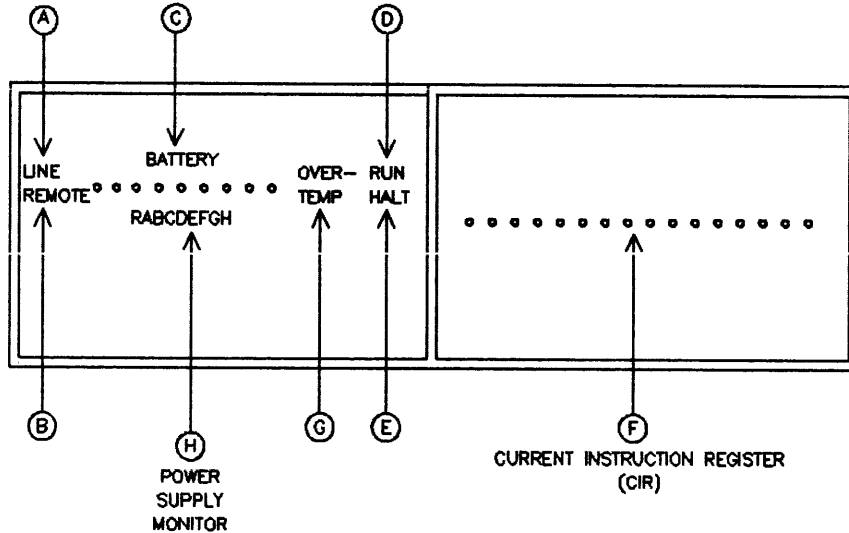 A
C
D
BATTERY
LINE
REMOTE
OVER-
TEMP
RUN
HALT
RABCDEFGH
B
H
G
E
F
POWER
SUPPLY
MONITOR
CURRENT INSTRUCTION REGISTER
(CIR)